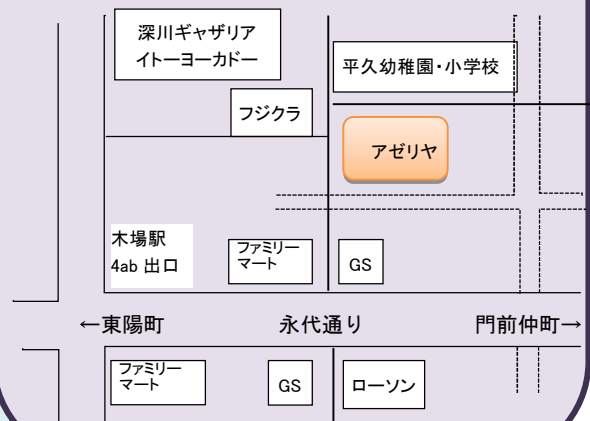 深川ギャザリア
イトーヨーカドー
平久幼稚園・小学校
フジクラ
アゼリヤ
木場駅
4ab 出口
ファミリー
マート
GS
←東陽町
永代通り
門前仲町→
ファミリー
マート
GS
ローソン